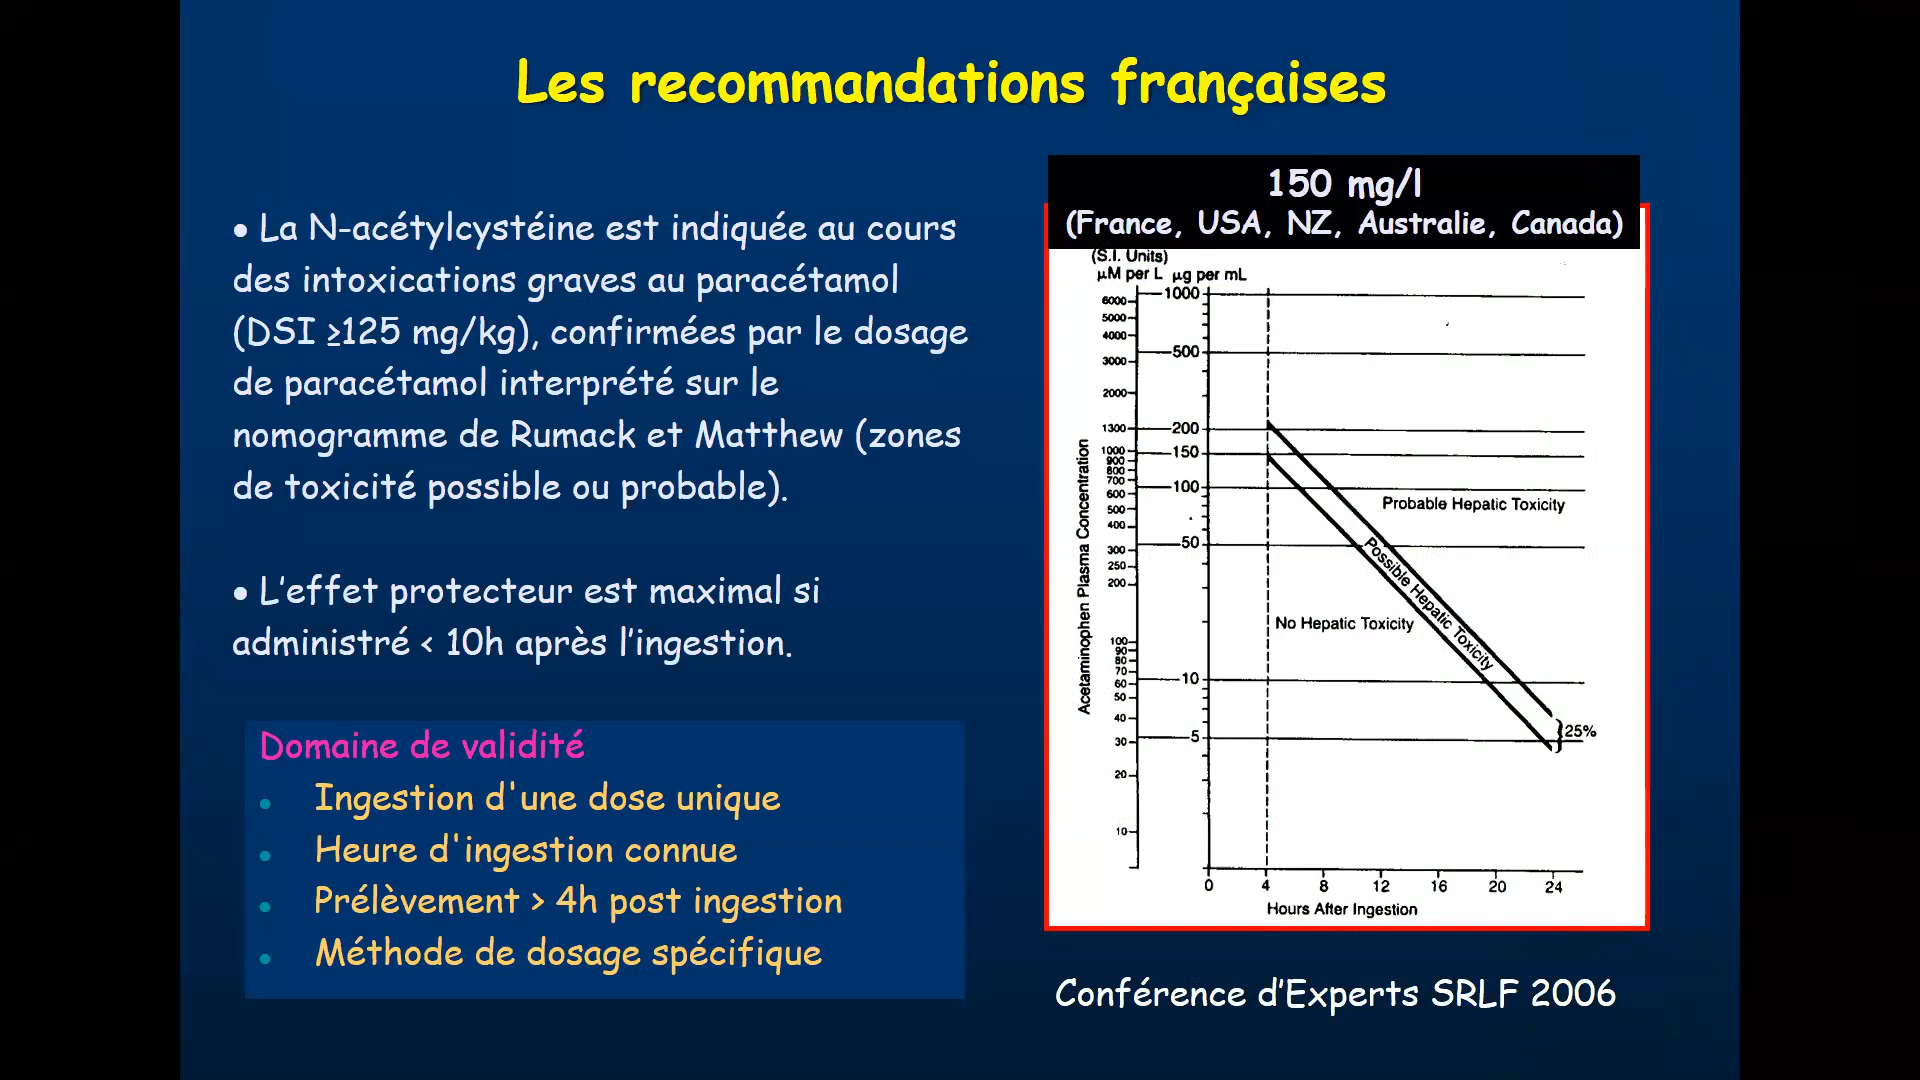 Les recommandations françaises
• La N-acétylcystéine est indiquée au cours
des intoxications graves au paracétamol
(DSI ≥125 mg/kg), confirmées par le dosage
de paracétamol interprété sur le
nomogramme de Rumack et Matthew (zones
de toxicité possible ou probable).
• L’effet protecteur est maximal si
administré < 10h après l’ingestion.
Domaine de validité
• Ingestion d'une dose unique
• Heure d'ingestion connue
• Prélèvement > 4h post ingestion
• Méthode de dosage spécifique
150 mg/l
(France, USA, NZ, Australie, Canada)
(S.I. Units)
µM per L µg per mL
6000
5000
4000
3000
2000
1300
1000
900
800
700
600
500
400
300
250
200
100
90
80
70
60
50
40
30
20
10
1000
500
200
150
100
50
10
5
Acetaminophen Plasma Concentration
Probable Hepatic Toxicity
Possible Hepatic Toxicity
No Hepatic Toxicity
25%
0 4 8 12 16 20 24
Hours After Ingestion
Conférence d’Experts SRLF 2006